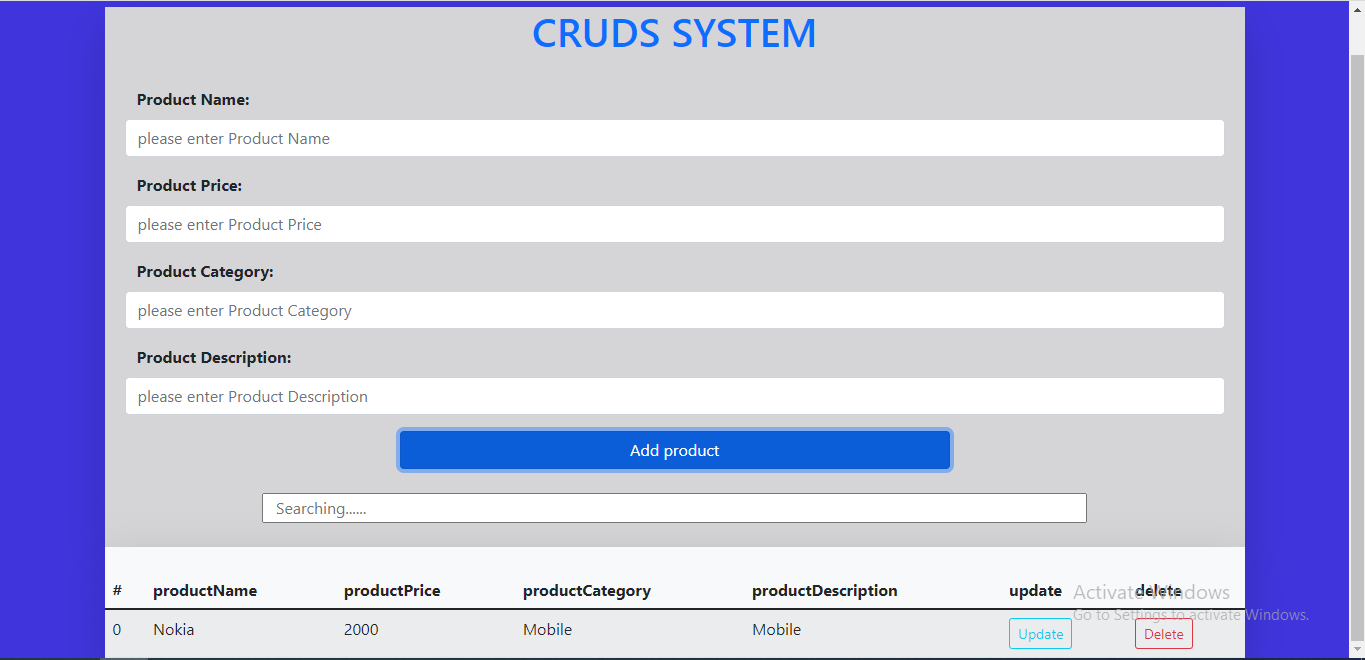 CRUDS SYSTEM
Product Name:
please enter Product Name
Product Price:
please enter Product Price
Product Category:
please enter Product Category
Product Description:
please enter Product Description
Add product
Searching......
# productName productPrice productCategory productDescription update delete
0 Nokia 2000 Mobile Mobile Update Delete
Activate Windows
Go to Settings to activate Windows.